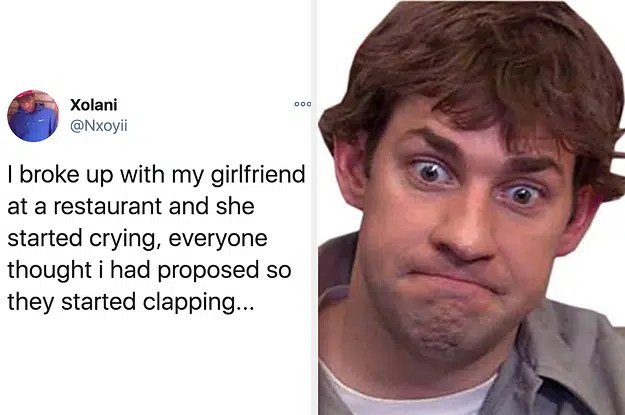 Xolani
@Nxoyii
I broke up with my girlfriend
at a restaurant and she
started crying, everyone
thought i had proposed so
they started clapping...